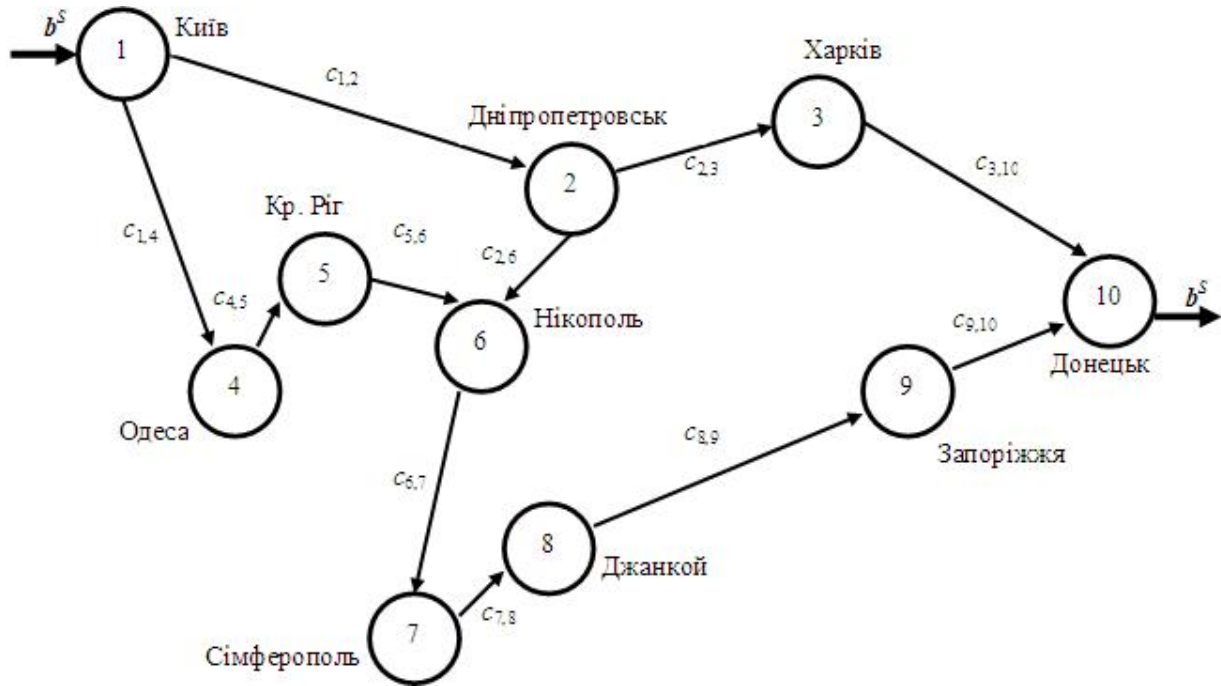 b^S
1
Київ
c_{1,2}
Харків
3
Дніпропетровськ
2
c_{2,3}
c_{3,10}
Кр. Ріг
c_{1,4}
5
c_{5,6}
c_{2,6}
c_{4,5}
6
Нікополь
10
b^S
Донецьк
4
Одеса
c_{9,10}
9
Запоріжжя
c_{8,9}
c_{6,7}
8
Джанкой
c_{7,8}
7
Сімферополь